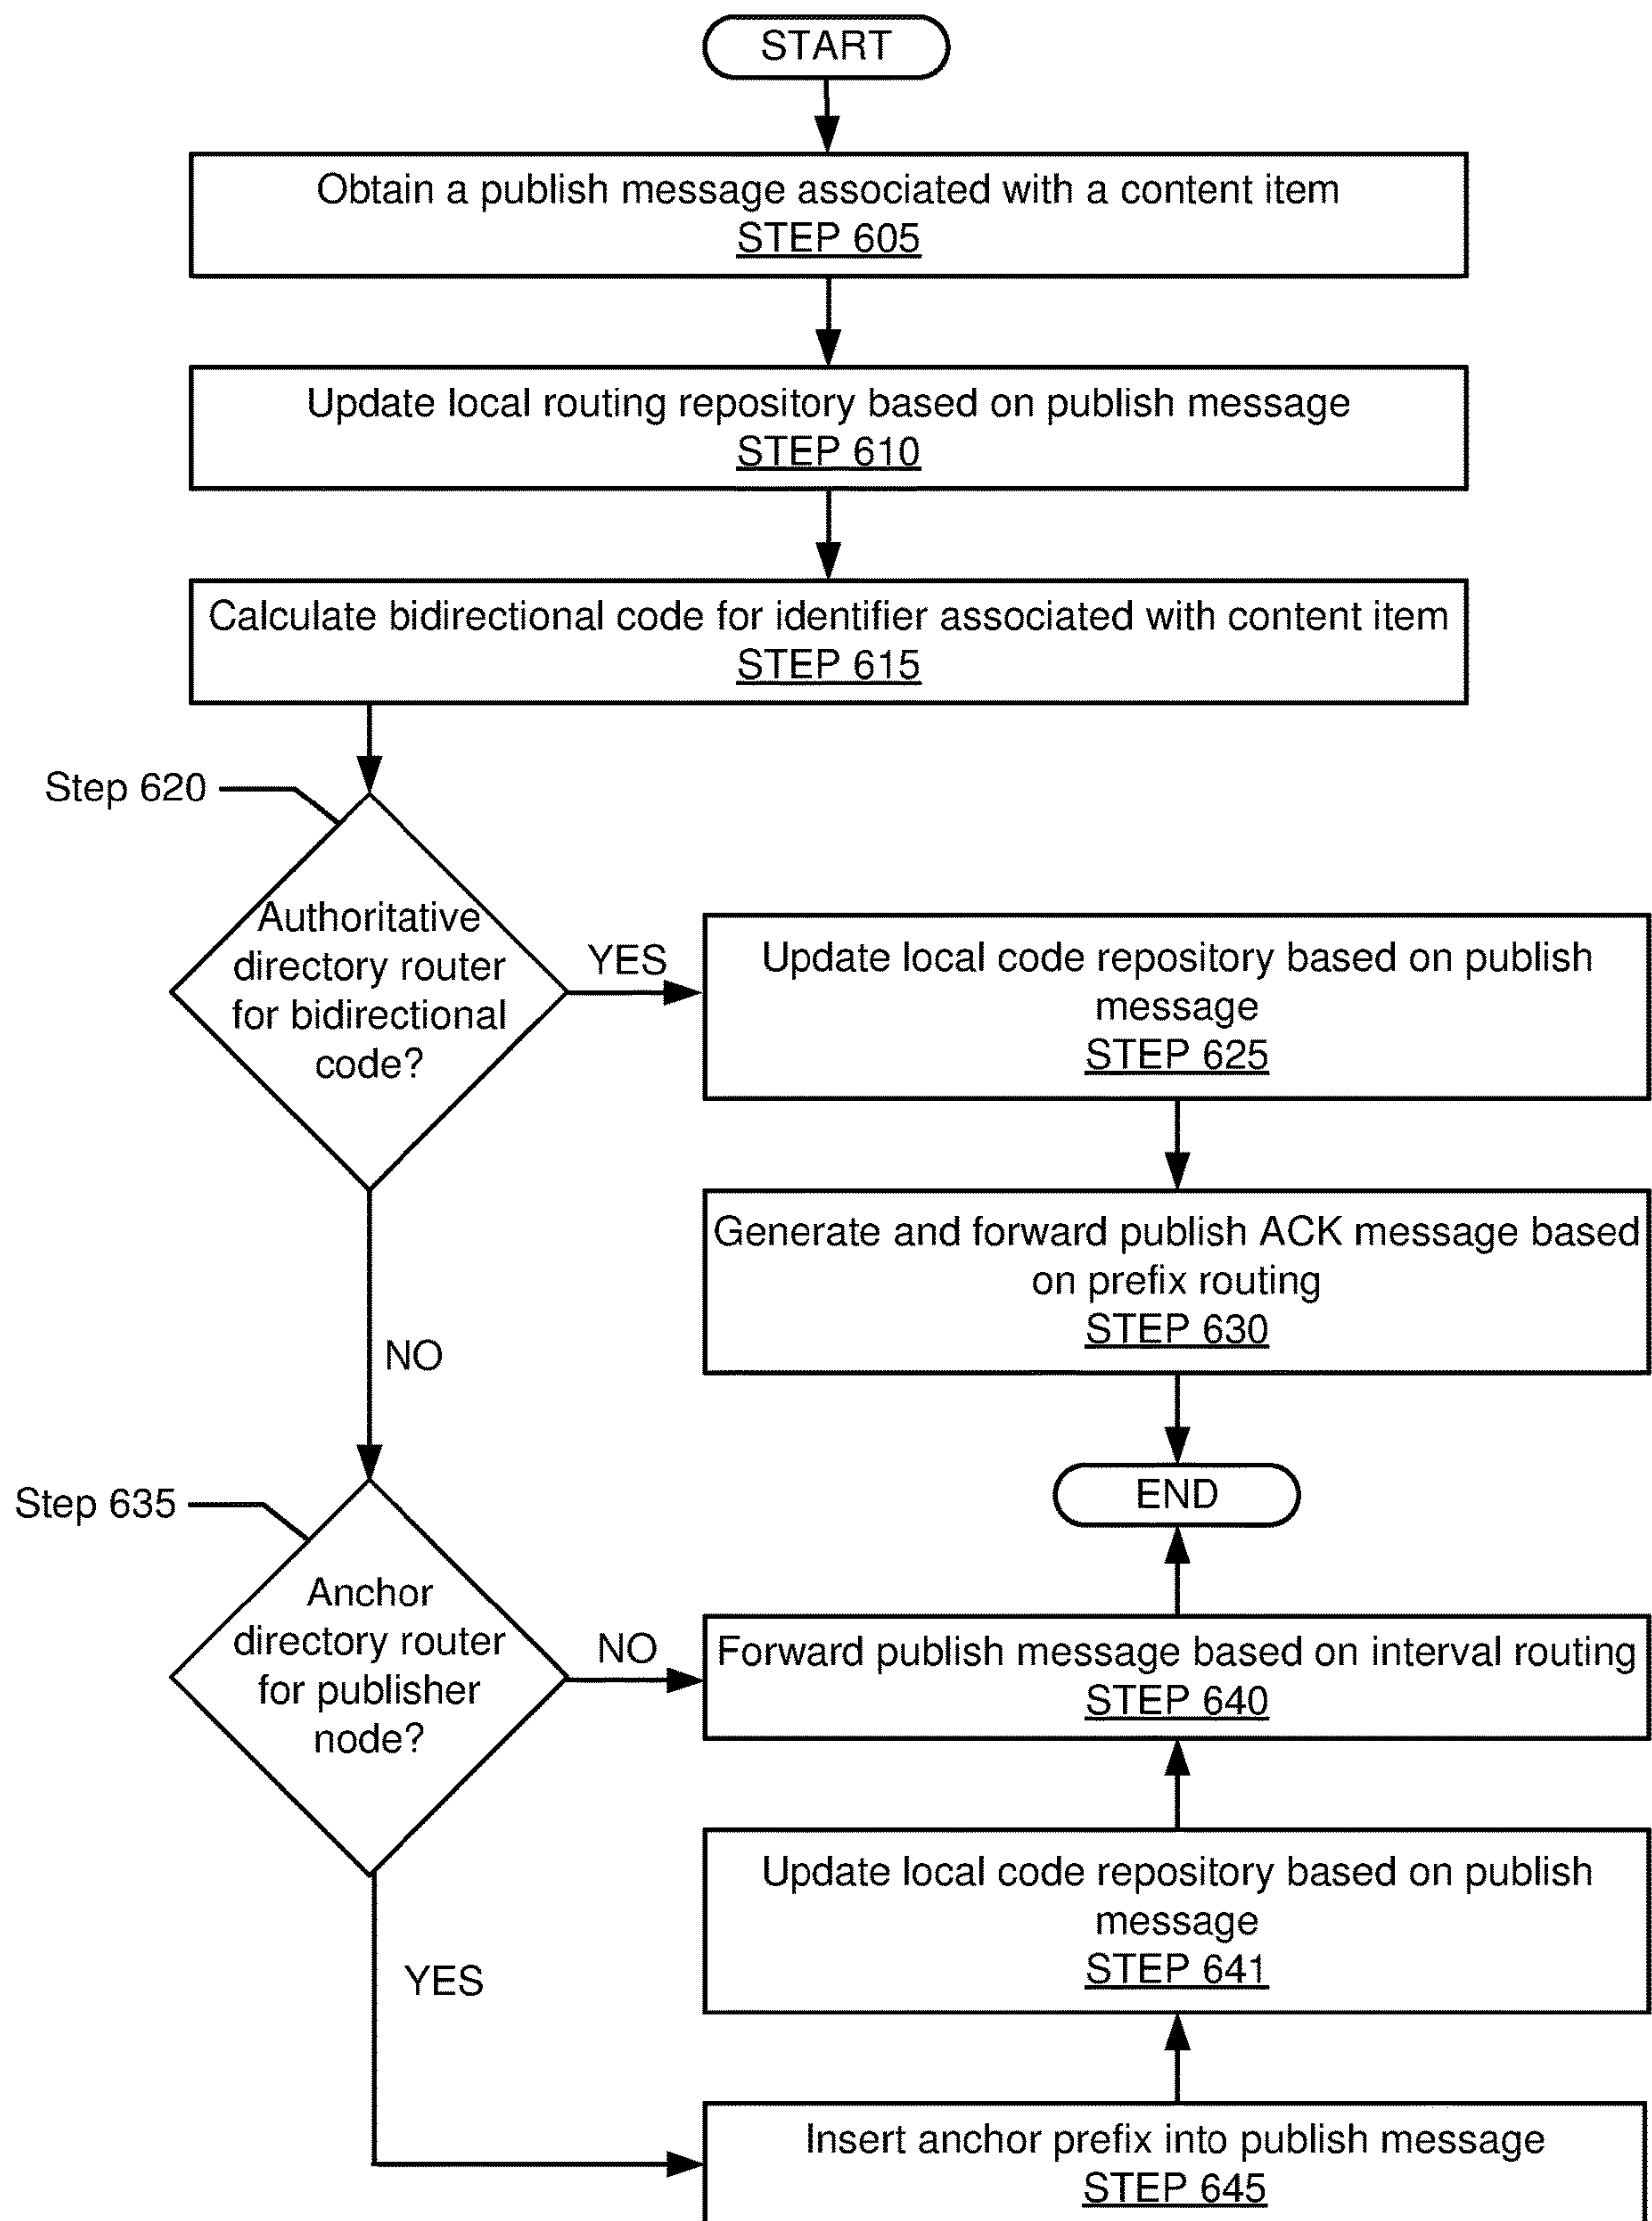 START
Obtain a publish message associated with a content item
STEP 605
Update local routing repository based on publish message
STEP 610
Calculate bidirectional code for identifier associated with content item
STEP 615
Step 620
Authoritative
directory router
for bidirectional
code?
YES
Update local code repository based on publish
message
STEP 625
Generate and forward publish ACK message based
on prefix routing
STEP 630
NO
END
Step 635
Anchor
directory router
for publisher
node?
NO
Forward publish message based on interval routing
STEP 640
Update local code repository based on publish
message
STEP 641
YES
Insert anchor prefix into publish message
STEP 645